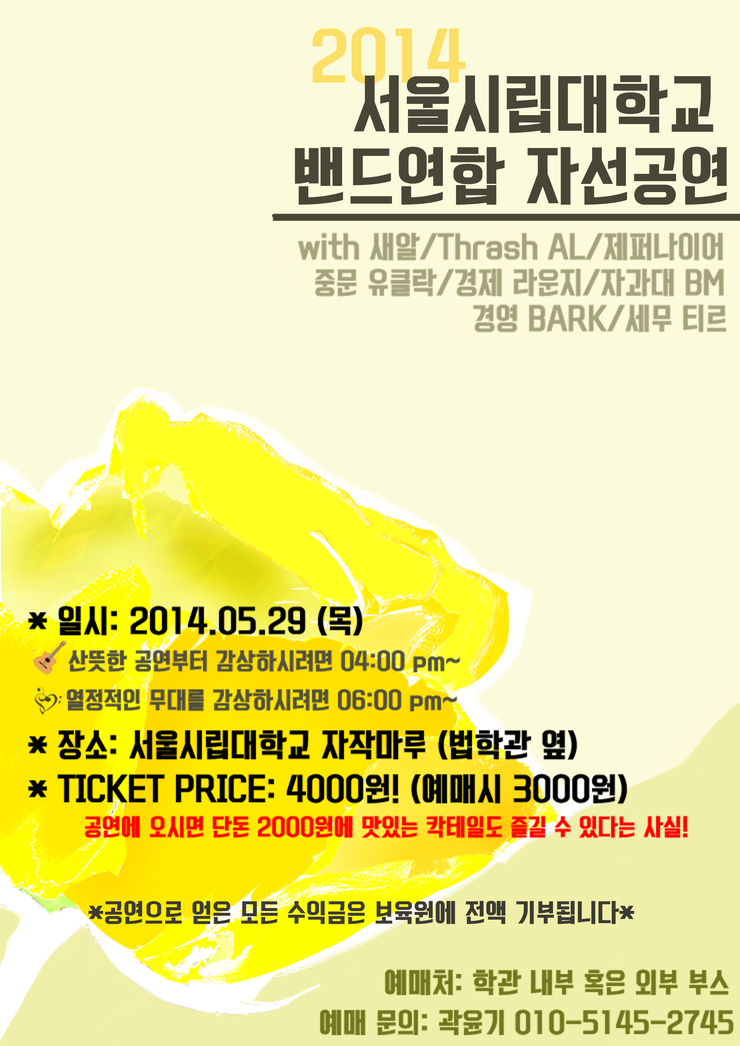 2014
서울시립대학교
밴드연합 자선공연
with 새알/Thrash AL/제퍼나이어
중문 유클락/경제 라운지/자과대 BM
경영 BARK/세무 티르
* 일시: 2014.05.29 (목)
산뜻한 공연부터 감상하시려면 04:00 pm~
열정적인 무대를 감상하시려면 06:00 pm~
* 장소: 서울시립대학교 자작마루 (법학관 옆)
* TICKET PRICE: 4000원! (예매시 3000원)
공연에 오시면 단돈 2000원에 맛있는 칵테일도 즐길 수 있다는 사실!
*공연으로 얻은 모든 수익금은 보육원에 전액 기부됩니다*
예매처: 학관 내부 혹은 외부 부스
예매 문의: 곽윤기 010-5145-2745